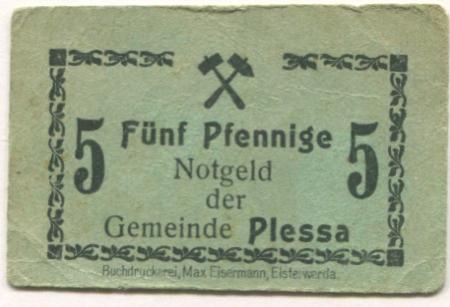 5 Fünf Pfennige 5
Notgeld
der
Gemeinde Plessa
Buchdruckerei, Max Eisermann, Elsterwerda.